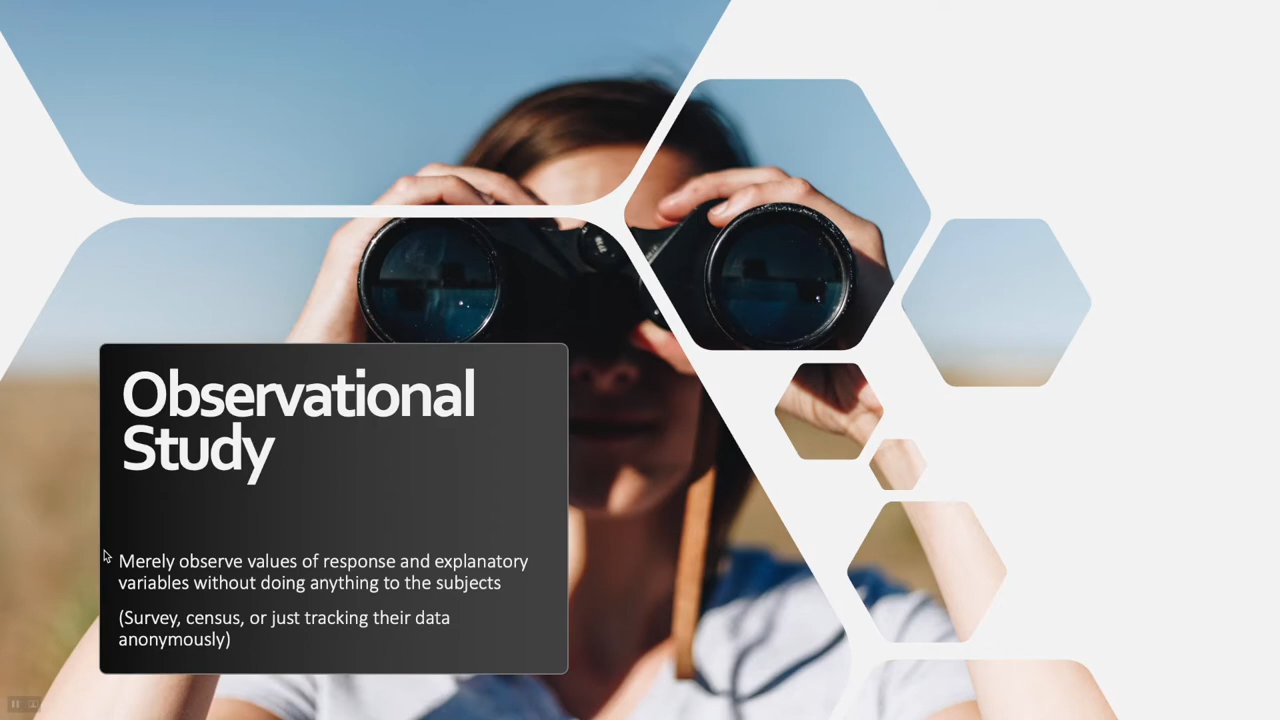 Observational
Study
Merely observe values of response and explanatory
variables without doing anything to the subjects
(Survey, census, or just tracking their data
anonymously)